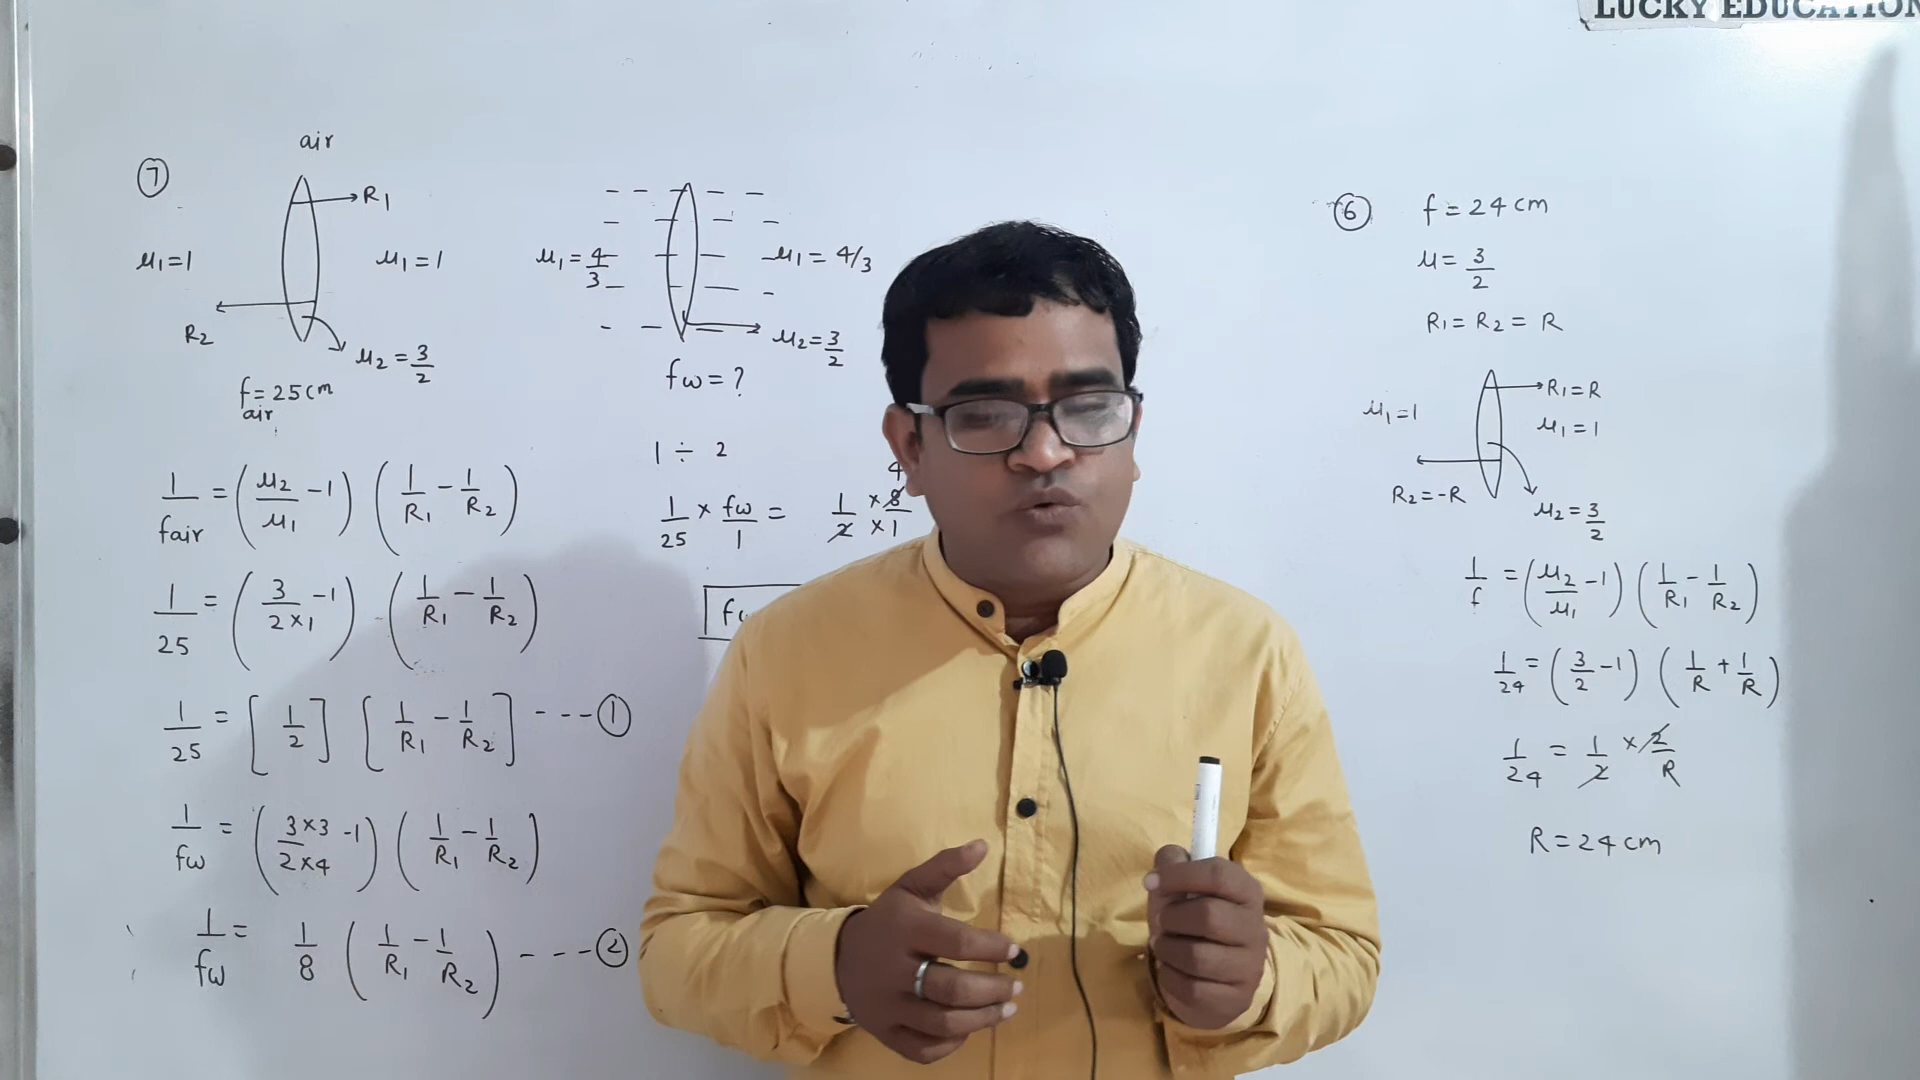 LUCKY EDUCATION
⑦
air
R₁
μ₁=1
μ₁=1
R₂
μ₂=3/2
f=25cm
air
1/fair = (μ₂/μ₁ -1) (1/R₁ - 1/R₂)
1/25 = (3/2×1 -1) (1/R₁ - 1/R₂)
1/25 = [1/2] [1/R₁ - 1/R₂] ---①
1/fw = (3×3/2×4 -1) (1/R₁ - 1/R₂)
1/fw = 1/8 (1/R₁ - 1/R₂) ---②
μ₁=4/3
μ₁=4/3
μ₂=3/2
fw=?
1 ÷ 2
1/25 × fw/1 = 1/2 × 8/1
4
⑥ f=24cm
μ=3/2
R₁=R₂=R
μ₁=1
R₁=R
μ₁=1
R₂=-R
μ₂=3/2
1/f = (μ₂/μ₁ -1) (1/R₁ - 1/R₂)
1/24 = (3/2 -1) (1/R + 1/R)
1/24 = 1/2 × 2/R
R=24cm